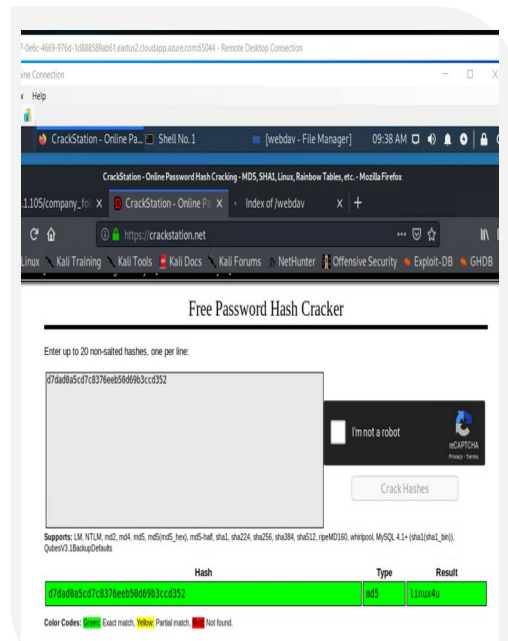 f-0e6c-4669-976d-1d888589ab61.eastus2.cloudapp.azure.com:65044 - Remote Desktop Connection
Connection
Help
CrackStation - Online Pa... Shell No. 1 [webdav - File Manager] 09:38 AM
CrackStation - Online Password Hash Cracking - MD5, SHA1, Linux, Rainbow Tables, etc. - Mozilla Firefox
.1.105/company_fol X CrackStation - Online Pa X Index of /webdav X +
https://crackstation.net
Linux Kali Training Kali Tools Kali Docs Kali Forums NetHunter Offensive Security Exploit-DB GHDB
Free Password Hash Cracker
Enter up to 20 non-salted hashes, one per line:
d7dad0a5cd7c8376eeb50d69b3ccd352
I'm not a robot
reCAPTCHA
Privacy - Terms
Crack Hashes
Supports: LM, NTLM, md2, md4, md5, md5(md5_hex), md5-half, sha1, sha224, sha256, sha384, sha512, ripeMD160, whirlpool, MySQL 4.1+ (sha1(sha1_bin)),
QubesV3.1BackupDefaults
Hash Type Result
d7dad0a5cd7c8376eeb50d69b3ccd352 md5 linux4u
Color Codes: Green: Exact match, Yellow: Partial match, Red: Not found.